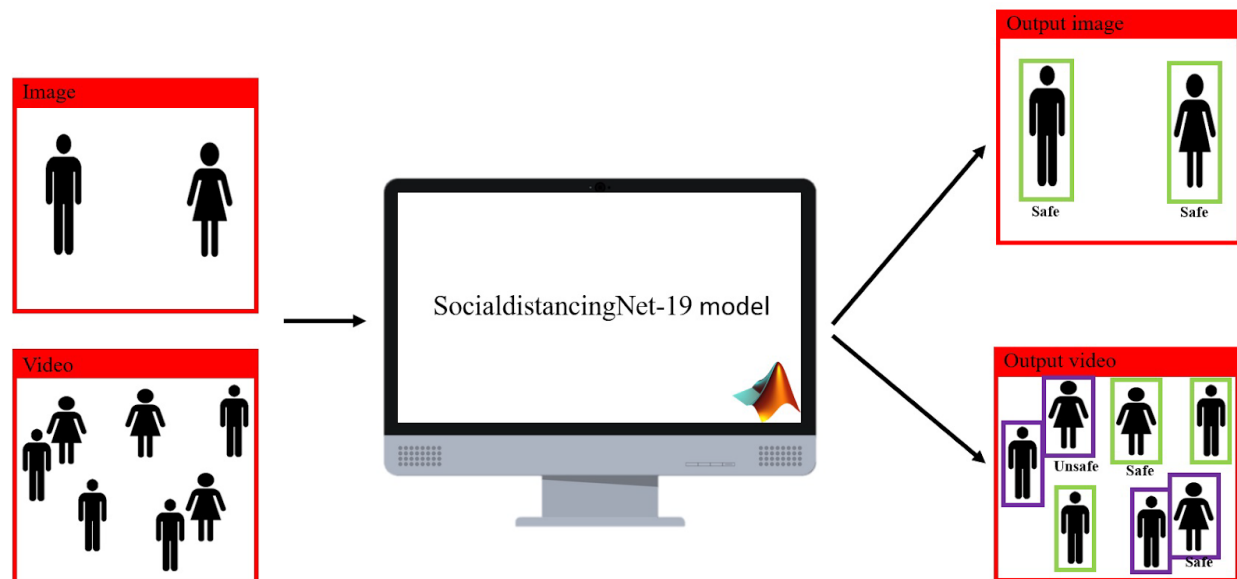 Image
Video
SocialdistancingNet-19 model
Output image
Safe
Safe
Output video
Unsafe
Safe
Safe